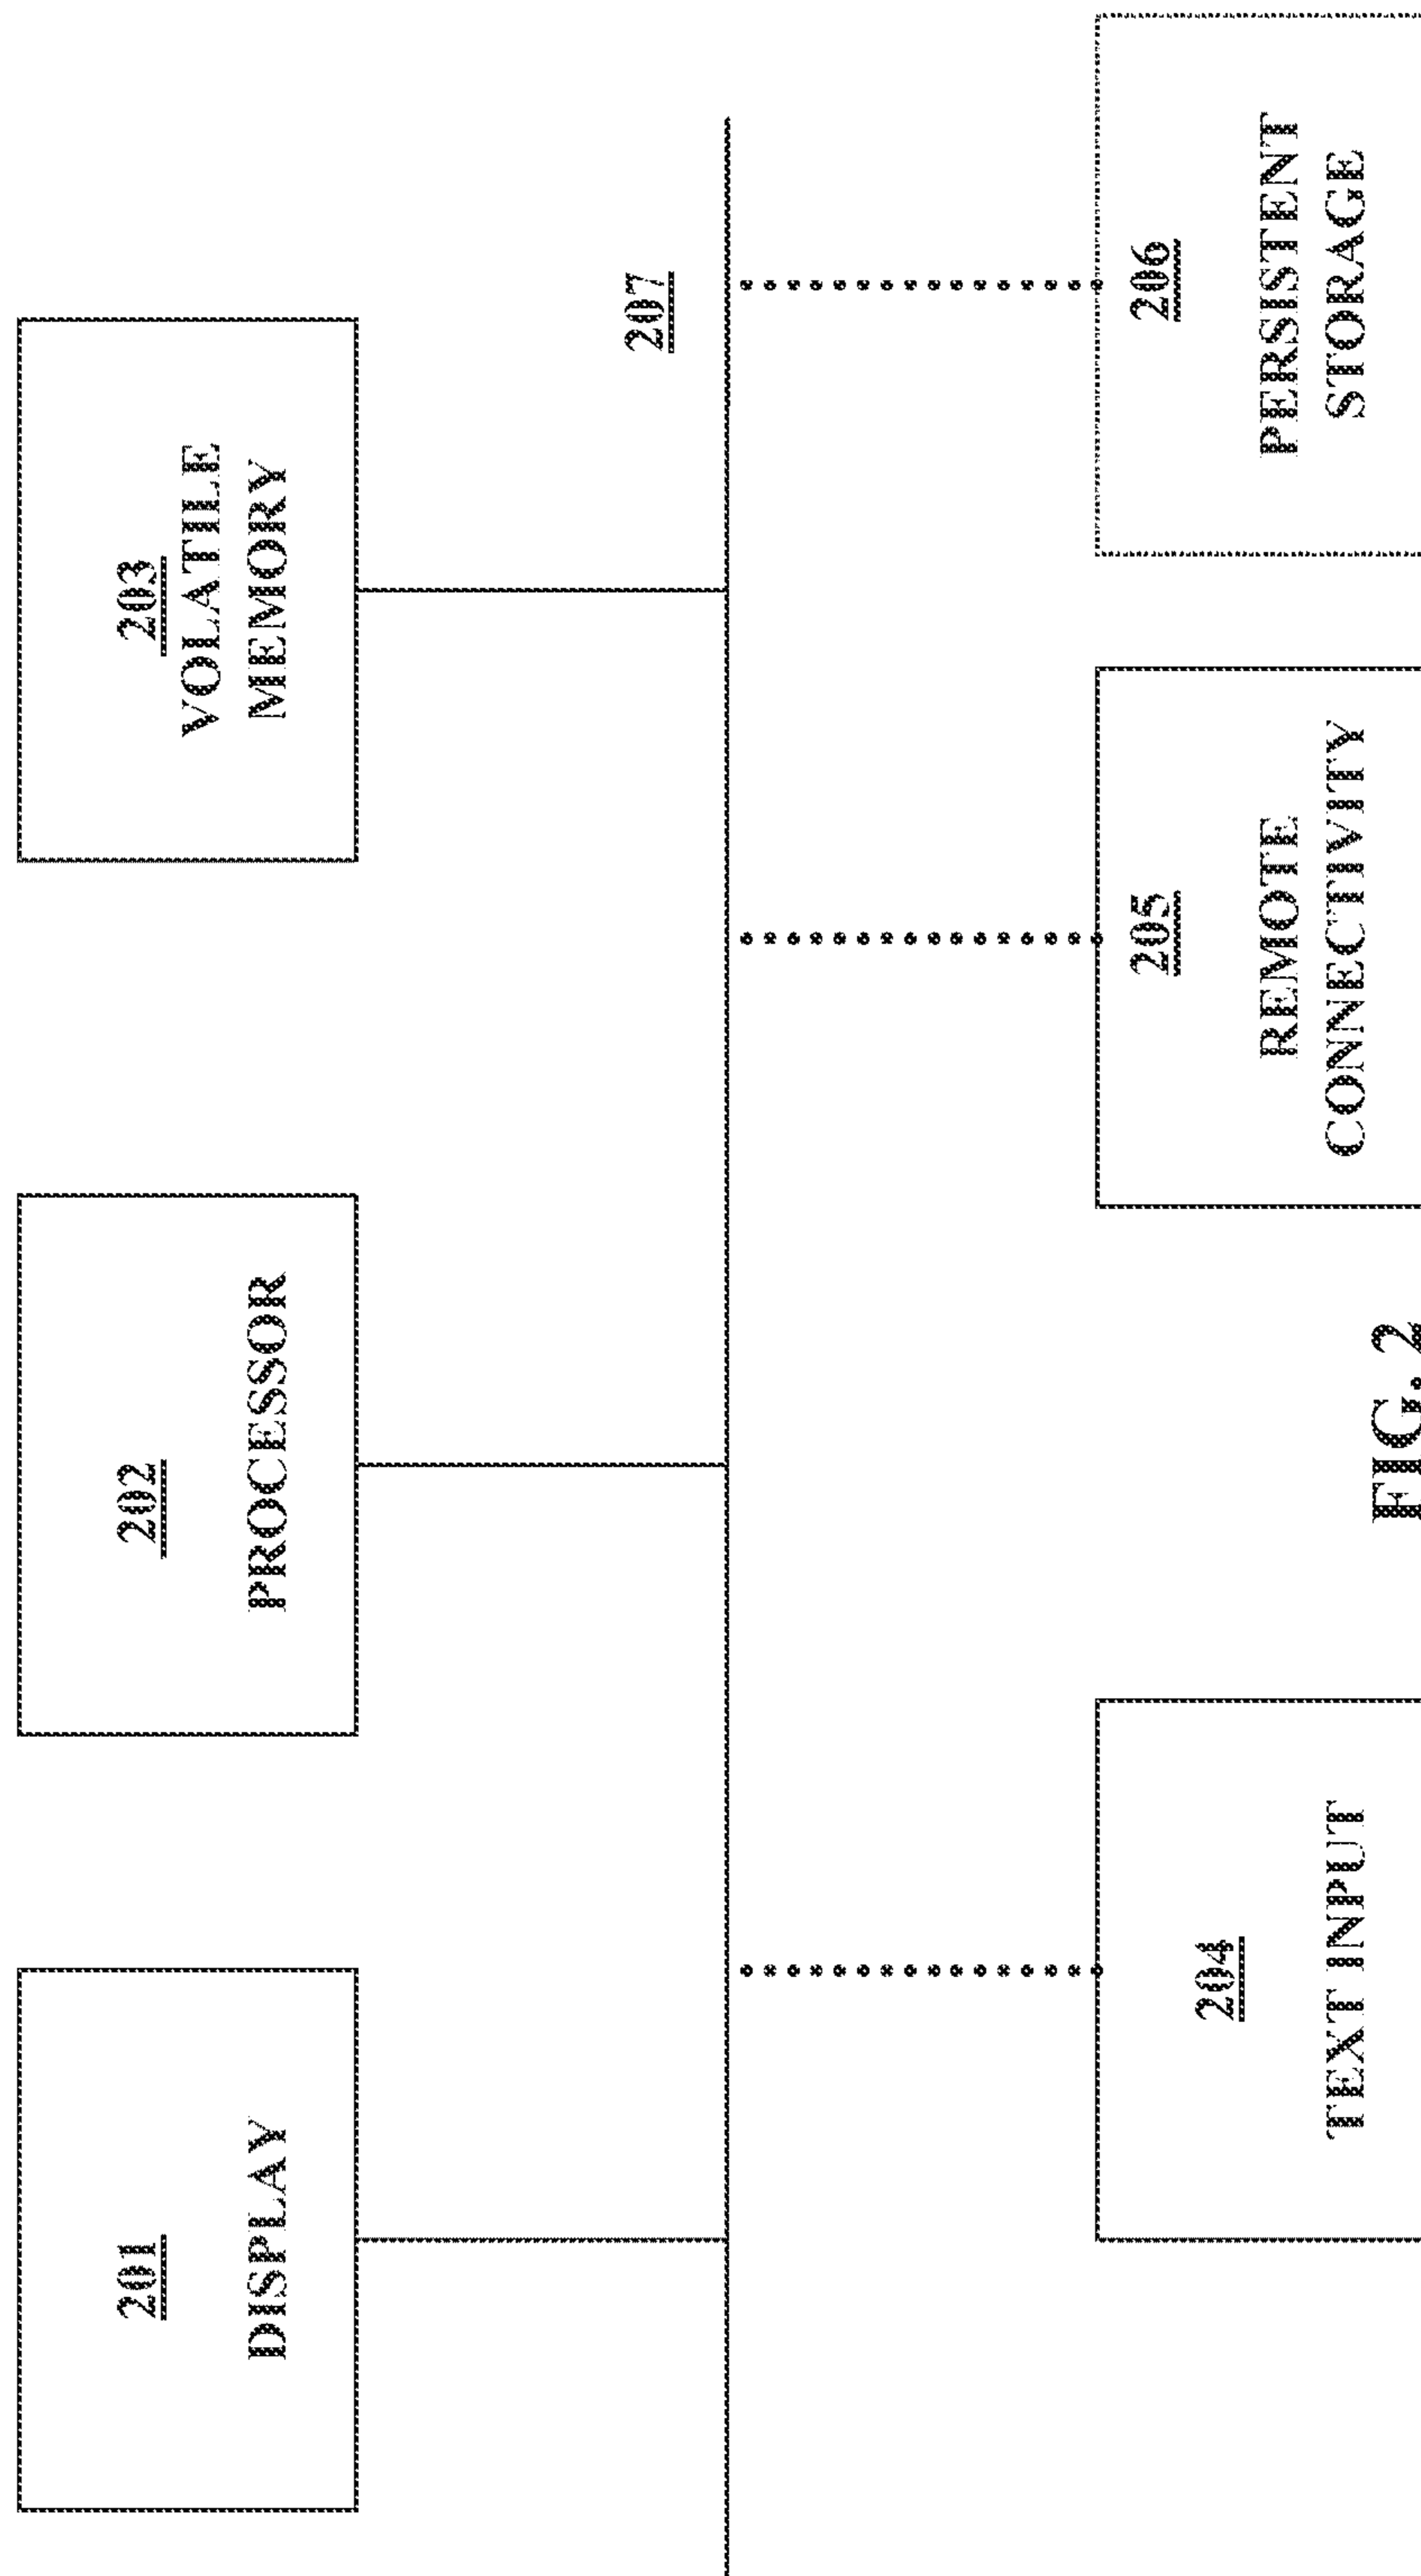 201
DISPLAY
202
PROCESSOR
203
VOLATILE
MEMORY
207
204
TEXT INPUT
205
REMOTE
CONNECTIVITY
206
PERSISTENT
STORAGE
FIG. 2